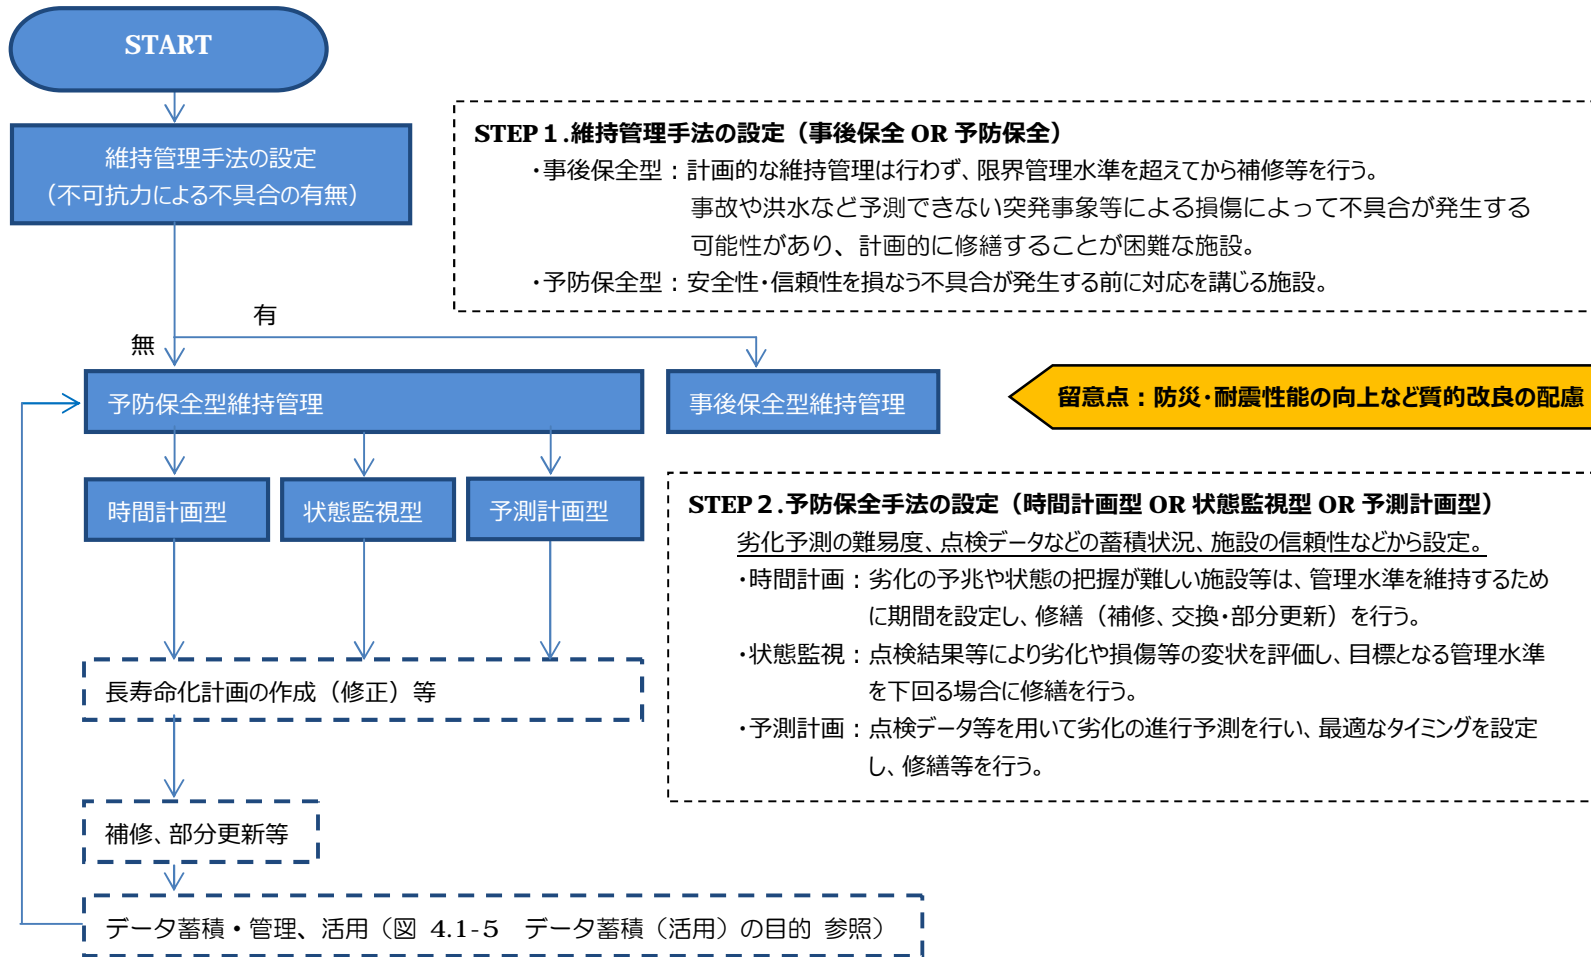 START
維持管理手法の設定
（不可抗力による不具合の有無）
STEP１.維持管理手法の設定（事後保全 OR 予防保全）
・事後保全型：計画的な維持管理は行わず、限界管理水準を超えてから補修等を行う。
事故や洪水など予測できない突発事象等による損傷によって不具合が発生する
可能性があり、計画的に修繕することが困難な施設。
・予防保全型：安全性・信頼性を損なう不具合が発生する前に対応を講じる施設。
有
無
予防保全型維持管理
事後保全型維持管理
留意点：防災・耐震性能の向上など質的改良の配慮
時間計画型
状態監視型
予測計画型
STEP２.予防保全手法の設定（時間計画型 OR 状態監視型 OR 予測計画型）
劣化予測の難易度、点検データなどの蓄積状況、施設の信頼性などから設定。
・時間計画：劣化の予兆や状態の把握が難しい施設等は、管理水準を維持するため
に期間を設定し、修繕（補修、交換・部分更新）を行う。
・状態監視：点検結果等により劣化や損傷等の変状を評価し、目標となる管理水準
を下回る場合に修繕を行う。
・予測計画：点検データ等を用いて劣化の進行予測を行い、最適なタイミングを設定
し、修繕等を行う。
長寿命化計画の作成（修正）等
補修、部分更新等
データ蓄積・管理、活用（図 4.1-5　データ蓄積（活用）の目的 参照）